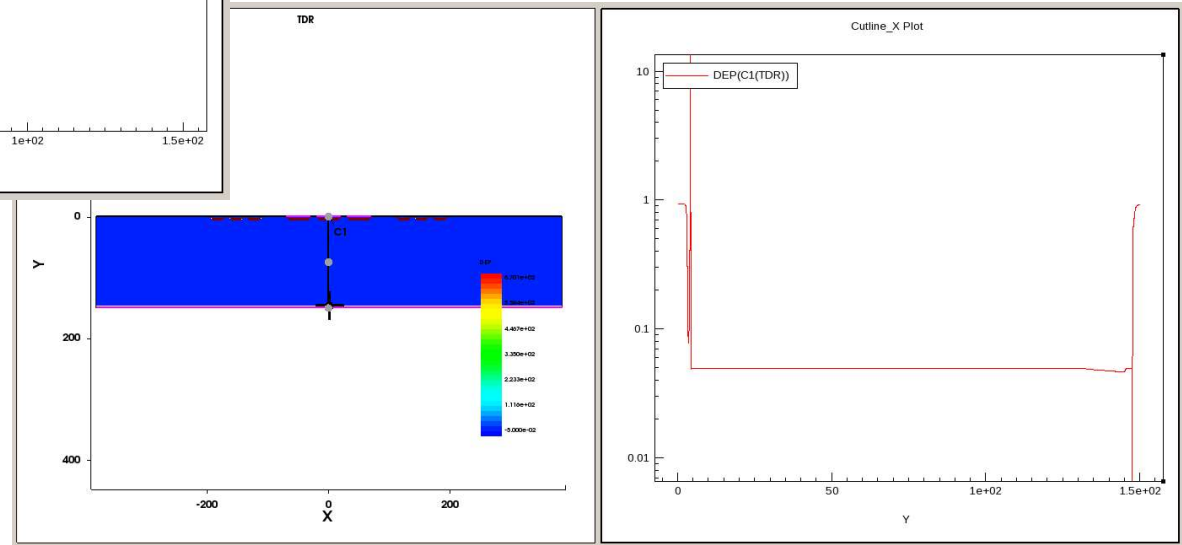 1e+02
1.5e+02
TDR
0
200
400
Y
-200
0
200
X
C1
DEP
4.467e+02
3.350e+02
2.233e+02
1.116e+02
-5.000e-02
Cutline_X Plot
DEP(C1(TDR))
10
1
0.1
0.01
0
50
1e+02
1.5e+02
Y